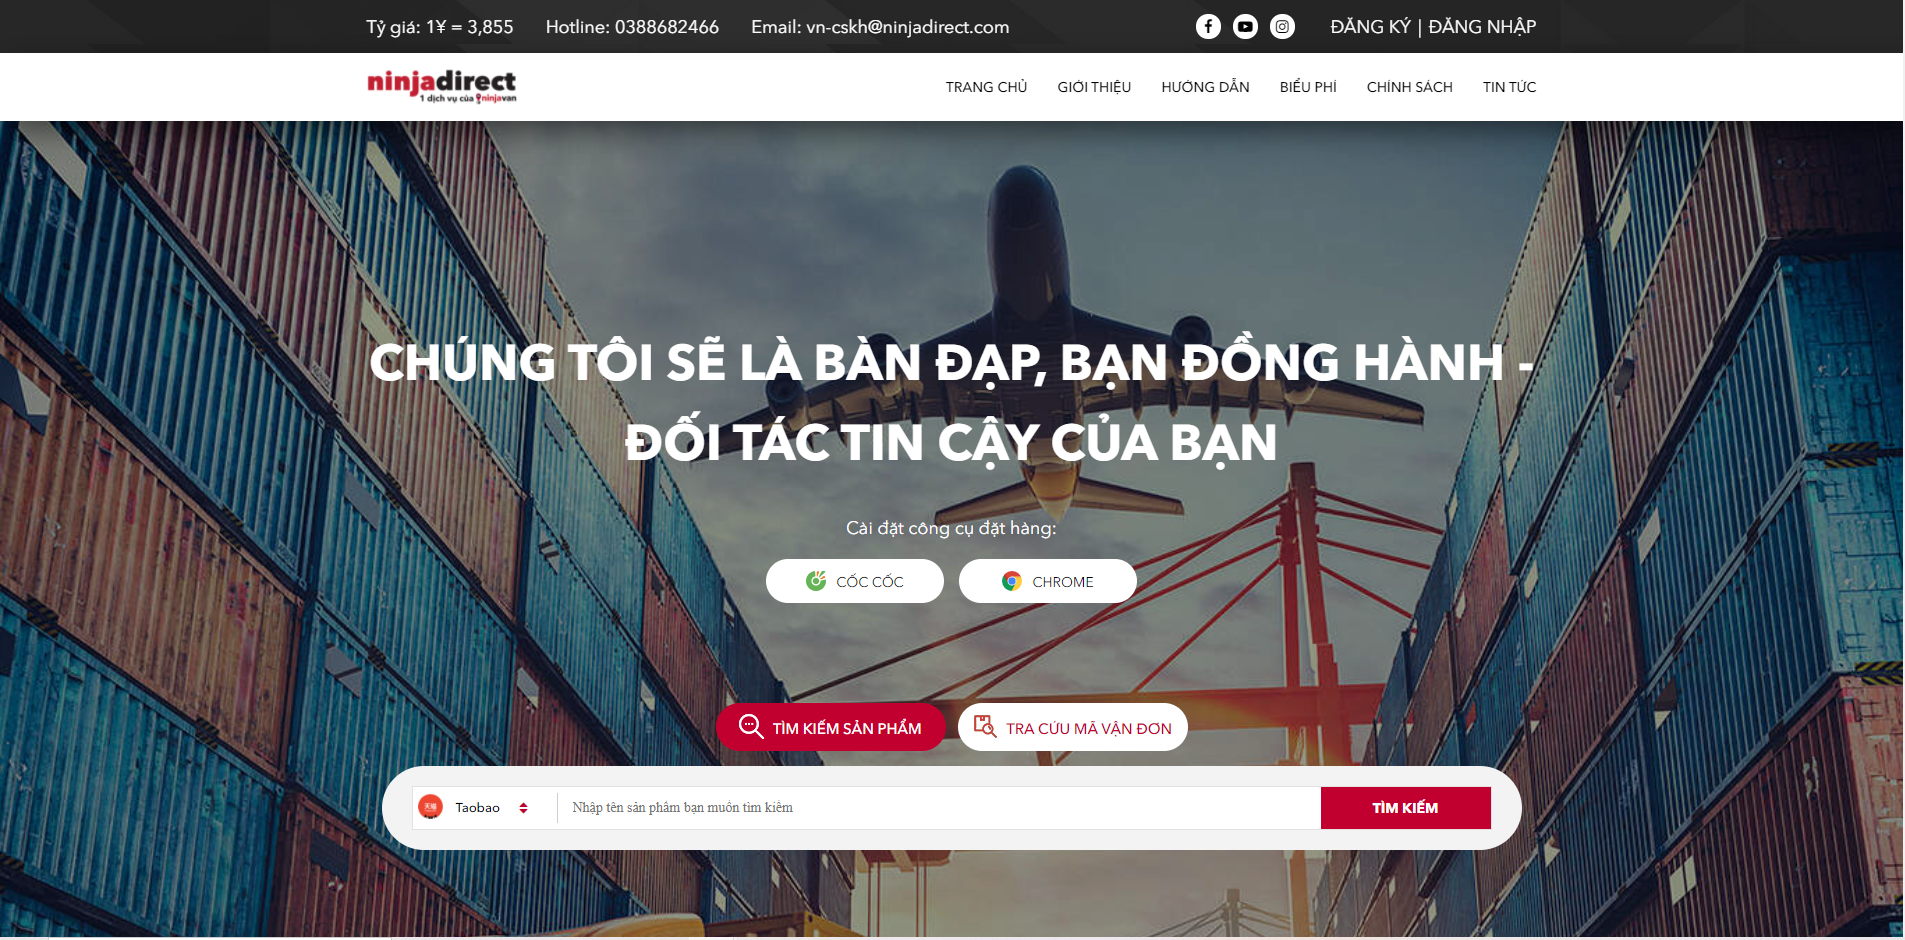 Tỷ giá: 1¥ = 3,855 Hotline: 0388682466 Email: vn-cskh@ninjadirect.com ĐĂNG KÝ | ĐĂNG NHẬP
ninjadirect
1 dịch vụ của ninjavan
TRANG CHỦ GIỚI THIỆU HƯỚNG DẪN BIỂU PHÍ CHÍNH SÁCH TIN TỨC
CHÚNG TÔI SẼ LÀ BÀN ĐẠP, BẠN ĐỒNG HÀNH -
ĐỐI TÁC TIN CẬY CỦA BẠN
Cài đặt công cụ đặt hàng:
CỐC CỐC CHROME
TÌM KIẾM SẢN PHẨM TRA CỨU MÃ VẬN ĐƠN
天猫 Taobao Nhập tên sản phẩm bạn muốn tìm kiếm TÌM KIẾM